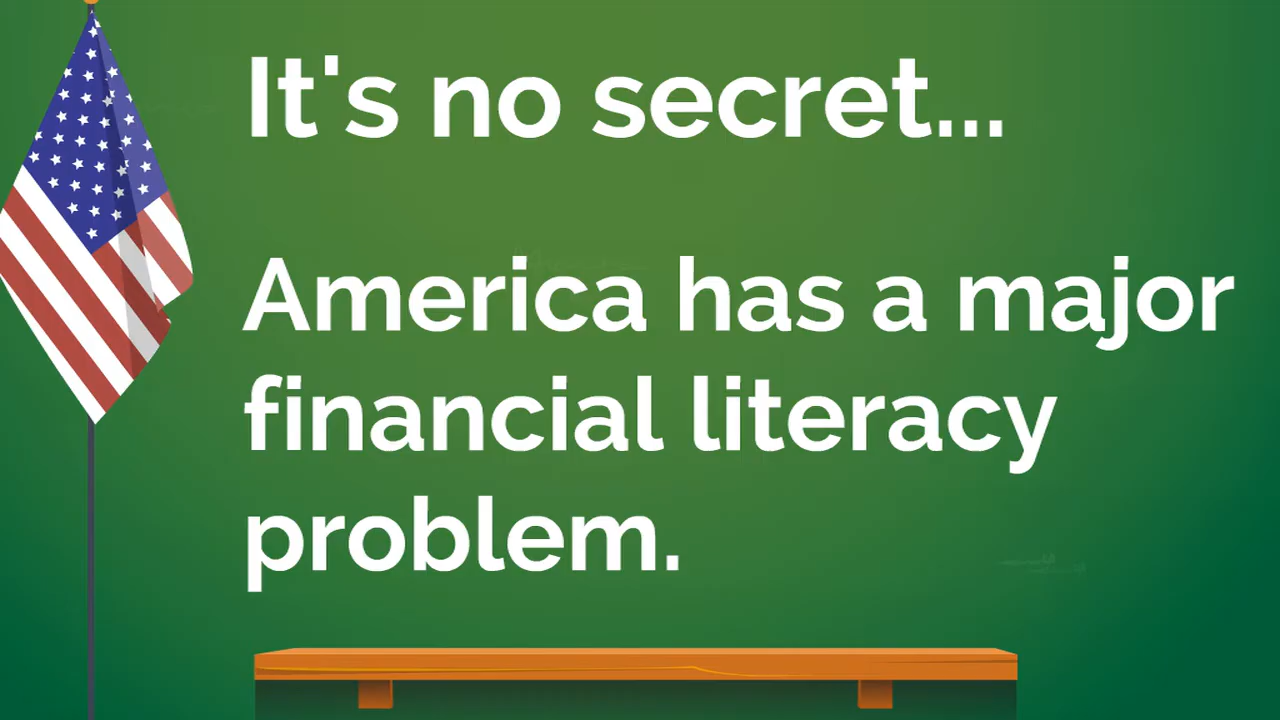 It's no secret...
America has a major
financial literacy
problem.